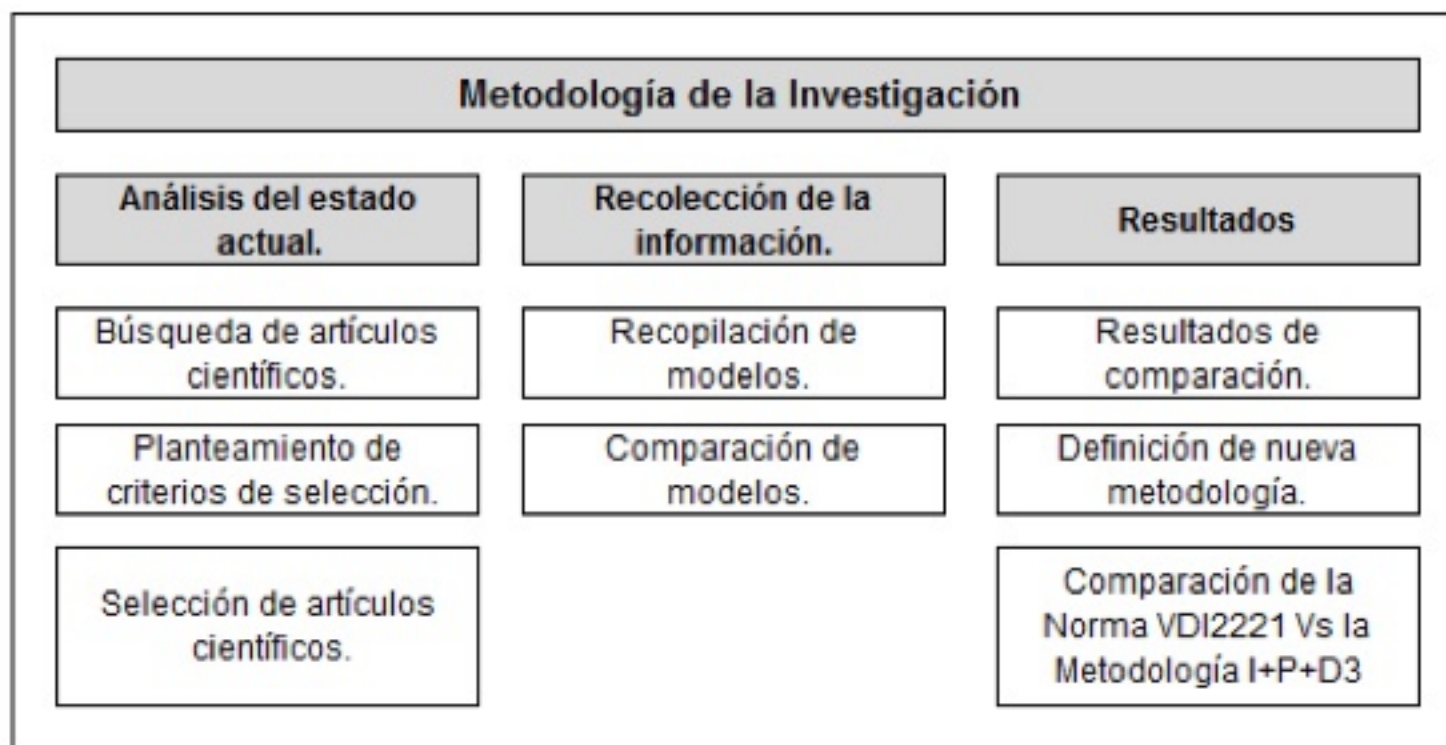 Metodología de la Investigación
Análisis del estado
actual.
Búsqueda de artículos
científicos.
Planteamiento de
criterios de selección.
Selección de artículos
científicos.
Recolección de la
información.
Recopilación de
modelos.
Comparación de
modelos.
Resultados
Resultados de
comparación.
Definición de nueva
metodología.
Comparación de la
Norma VDI2221 Vs la
Metodología I+P+D3